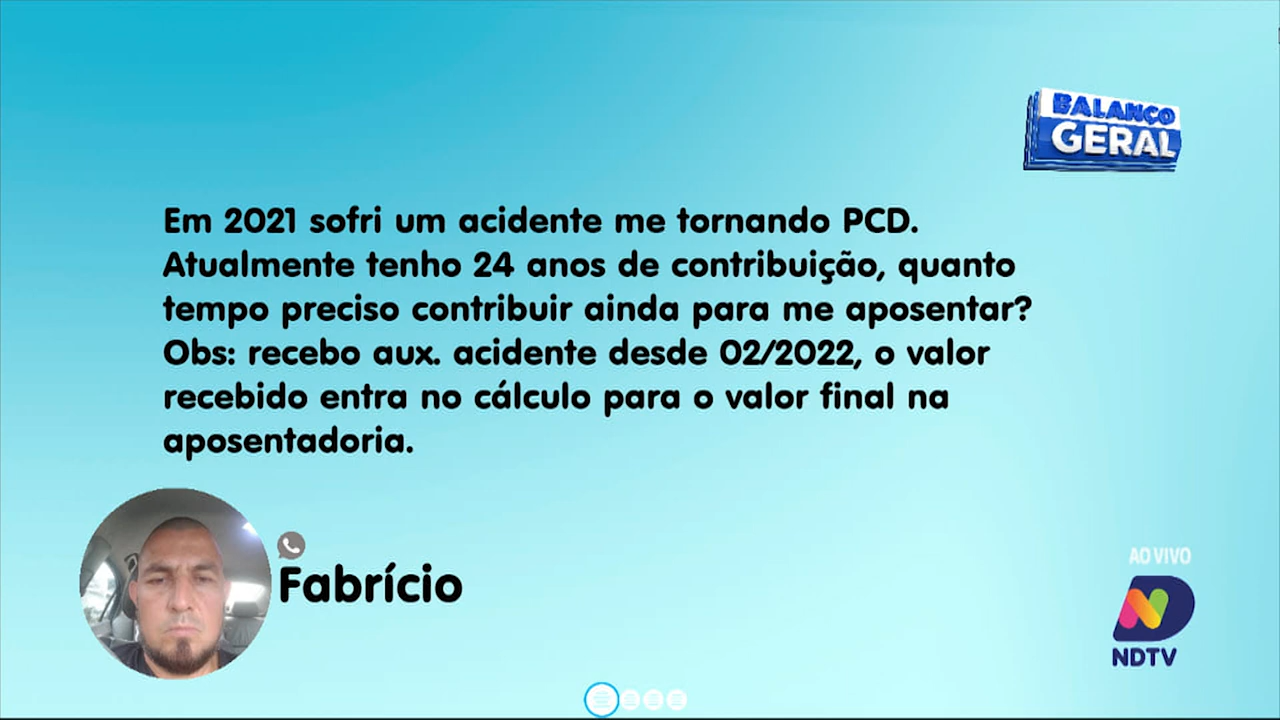 BALANÇO
GERAL
Em 2021 sofri um acidente me tornando PCD.
Atualmente tenho 24 anos de contribuição, quanto
tempo preciso contribuir ainda para me aposentar?
Obs: recebo aux. acidente desde 02/2022, o valor
recebido entra no cálculo para o valor final na
aposentadoria.
Fabrício
AO VIVO
NDTV